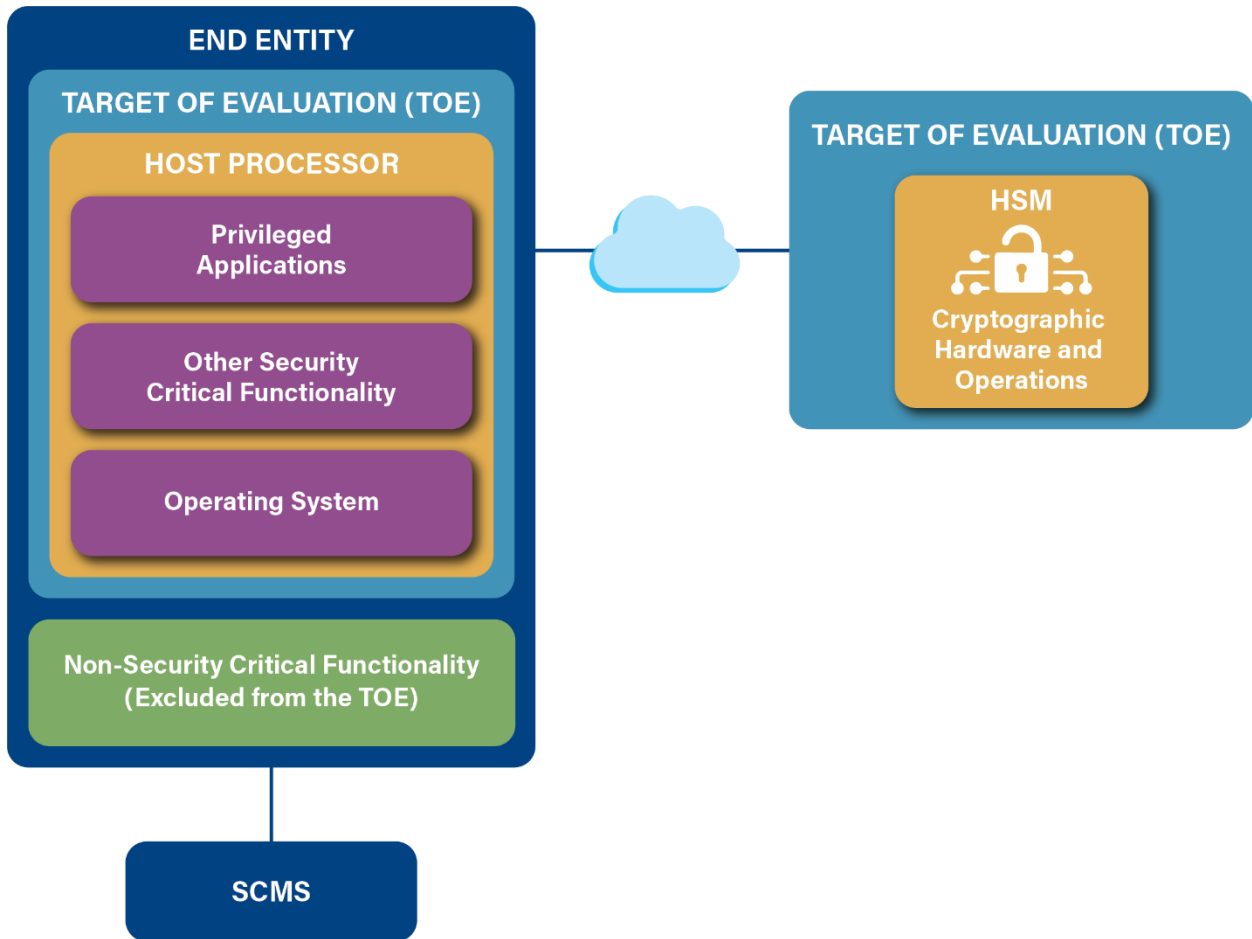 END ENTITY
TARGET OF EVALUATION (TOE)
HOST PROCESSOR
Privileged
Applications
Other Security
Critical Functionality
Operating System
Non-Security Critical Functionality
(Excluded from the TOE)
SCMS
TARGET OF EVALUATION (TOE)
HSM
Cryptographic
Hardware and
Operations